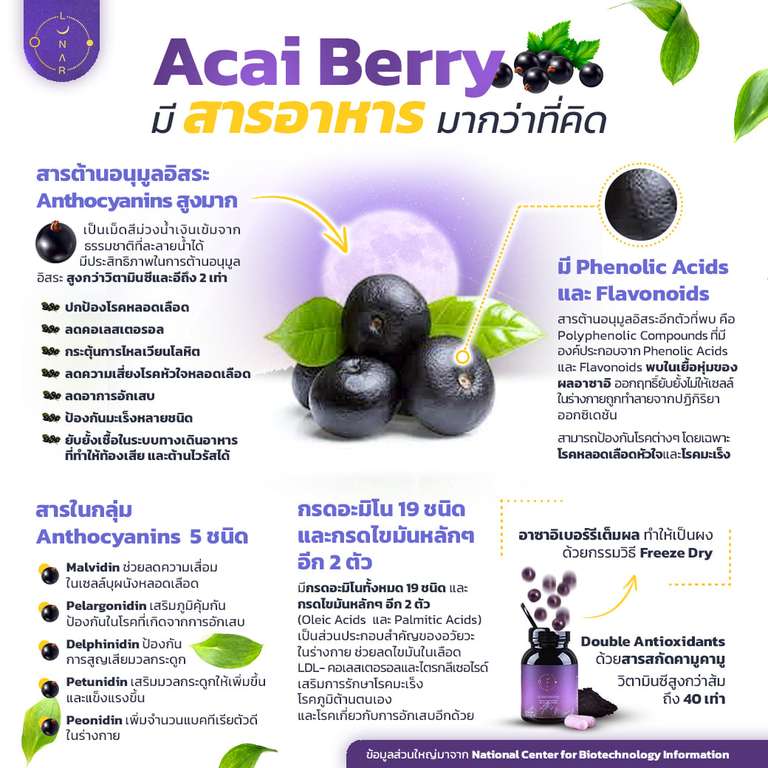 LUNAR
Acai Berry
มี สารอาหาร มากกว่าที่คิด
สารต้านอนุมูลอิสระ
Anthocyanins สูงมาก
เป็นเม็ดสีม่วงน้ำเงินเข้มจาก
ธรรมชาติที่ละลายน้ำได้
มีประสิทธิภาพในการต้านอนุมูล
อิสระ สูงกว่าวิตามินซีและอีถึง 2 เท่า
ปกป้องโรคหลอดเลือด
ลดคอเลสเตอรอล
กระตุ้นการไหลเวียนโลหิต
ลดความเสี่ยงโรคหัวใจหลอดเลือด
ลดอาการอักเสบ
ป้องกันมะเร็งหลายชนิด
ยับยั้งเชื้อในระบบทางเดินอาหาร
ที่ทำให้ท้องเสีย และต้านไวรัสได้
มี Phenolic Acids
และ Flavonoids
สารต้านอนุมูลอิสระอีกตัวที่พบ คือ
Polyphenolic Compounds ที่มี
องค์ประกอบจาก Phenolic Acids
และ Flavonoids พบในเยื้อหุ่มของ
ผลอาซาอิ ออกฤทธิ์ยับยั้งไม่ให้เซลล์
ในร่างกายถูกทำลายจากปฏิกิริยา
ออกซิเดชัน
สามารถป้องกันโรคต่างๆ โดยเฉพาะ
โรคหลอดเลือดหัวใจและโรคมะเร็ง
สารในกลุ่ม
Anthocyanins 5 ชนิด
Malvidin ช่วยลดความเสื่อม
ในเซลล์บุผนังหลอดเลือด
Pelargonidin เสริมภูมิคุ้มกัน
ป้องกันในโรคที่เกิดจากการอักเสบ
Delphinidin ป้องกัน
การสูญเสียมวลกระดูก
Petunidin เสริมมวลกระดูกให้เพิ่มขึ้น
และแข็งแรงขึ้น
Peonidin เพิ่มจำนวนแบคทีเรียตัวดี
ในร่างกาย
กรดอะมิโน 19 ชนิด
และกรดไขมันหลักๆ
อีก 2 ตัว
มีกรดอะมิโนทั้งหมด 19 ชนิด และ
กรดไขมันหลักๆ อีก 2 ตัว
(Oleic Acids และ Palmitic Acids)
เป็นส่วนประกอบสำคัญของอวัยวะ
ในร่างกาย ช่วยลดไขมันในเลือด
LDL- คอเลสเตอรอลและไตรกลีเซอไรด์
เสริมการรักษาโรคมะเร็ง
โรคภูมิต้านตนเอง
และโรคเกี่ยวกับการอักเสบอีกด้วย
อาซาอิเบอร์รีเต็มผล ทำให้เป็นผง
ด้วยกรรมวิธี Freeze Dry
Double Antioxidants
ด้วยสารสกัดคามูคามู
วิตามินซีสูงกว่าส้ม
ถึง 40 เท่า
ข้อมูลส่วนใหญ่มาจาก National Center for Biotechnology Information